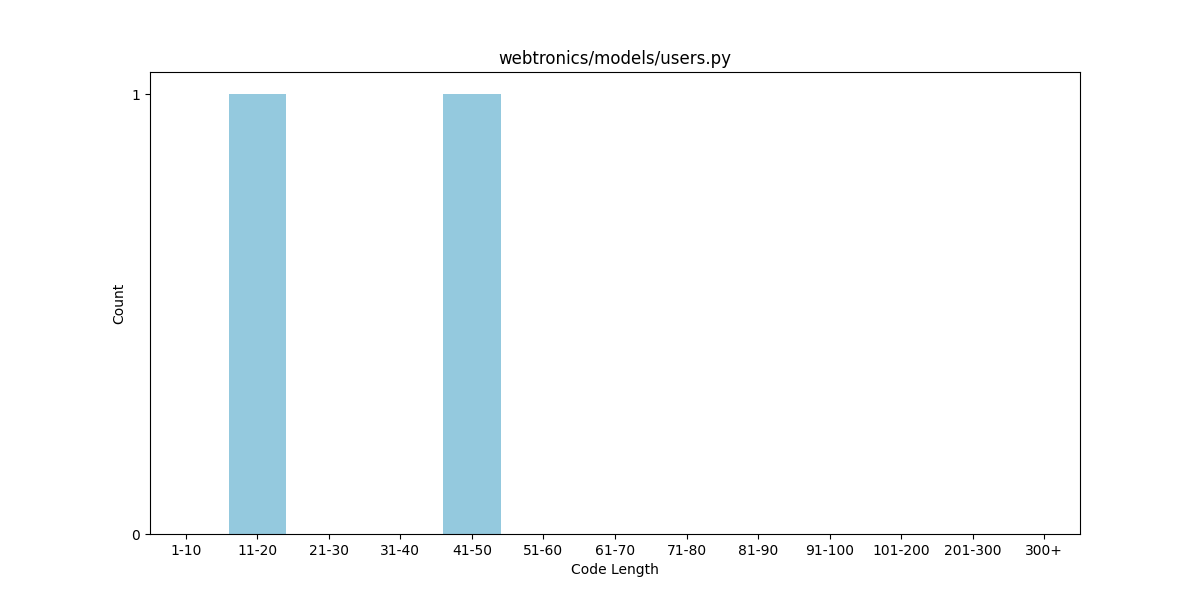 webtronics/models/users.py
1
0
Count
1-10 11-20 21-30 31-40 41-50 51-60 61-70 71-80 81-90 91-100 101-200 201-300 300+
Code Length